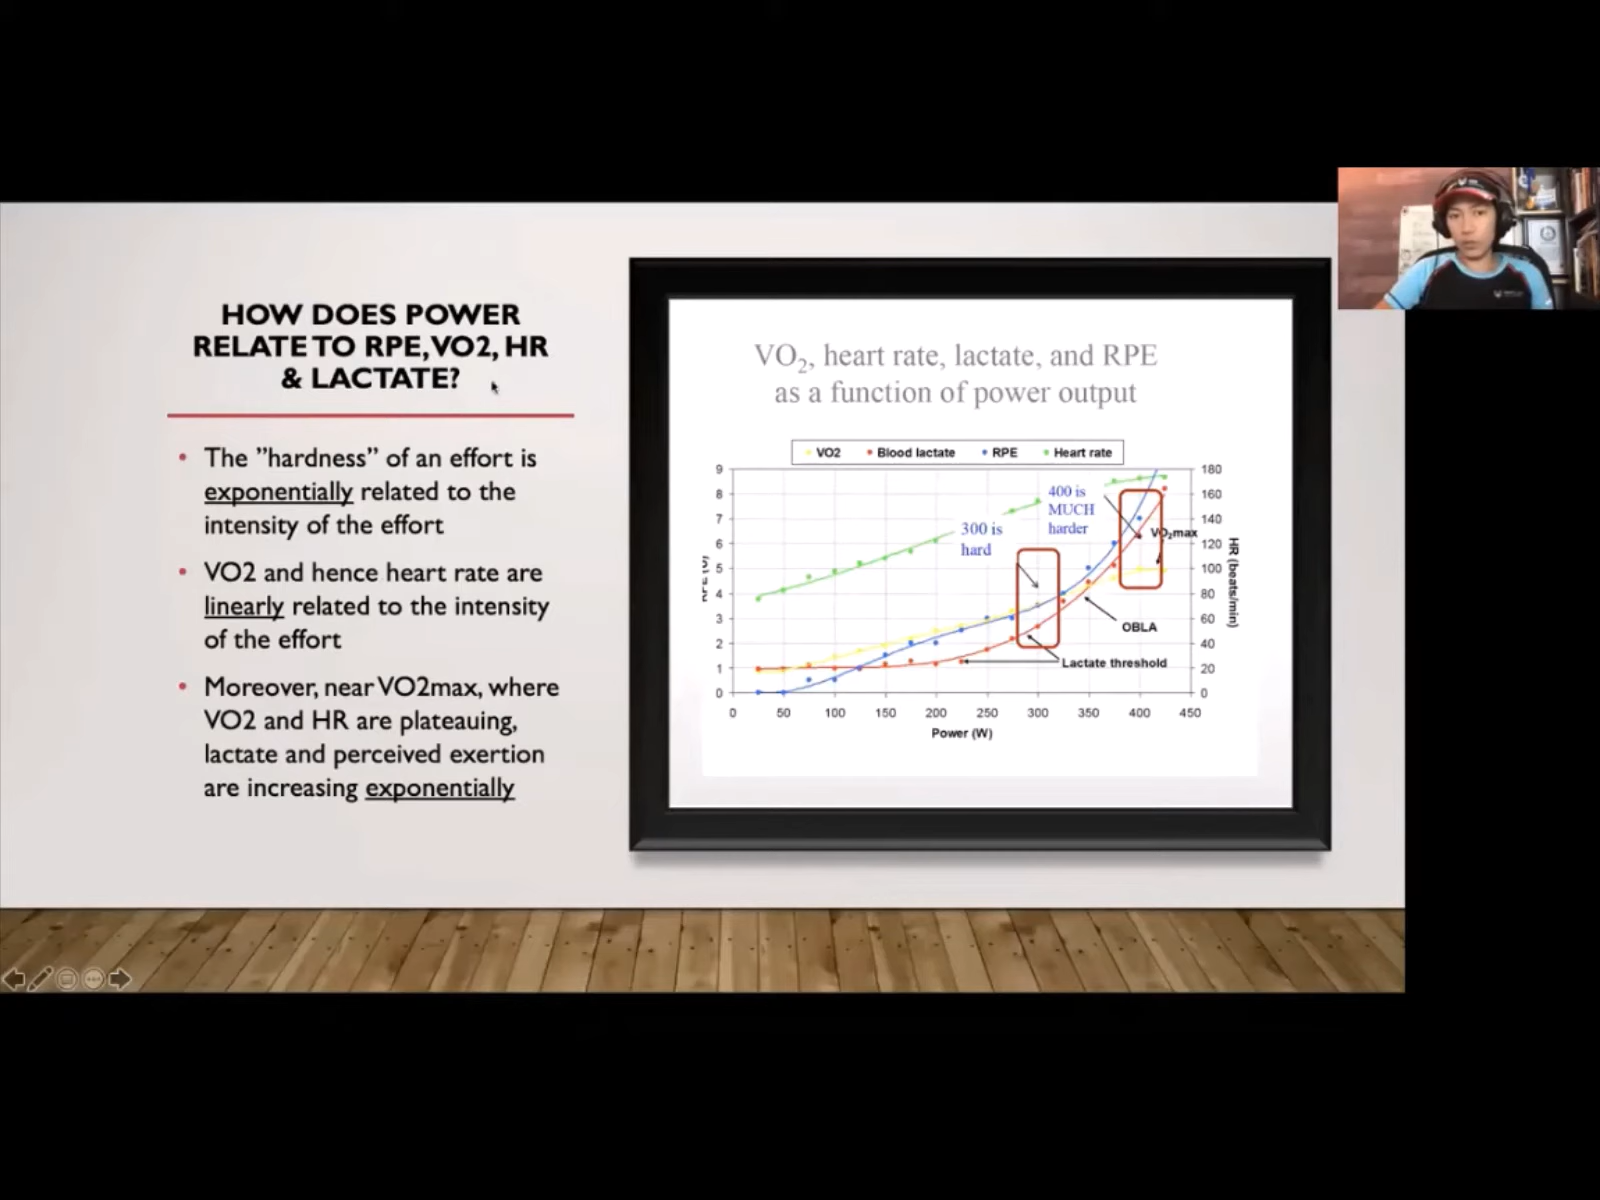 HOW DOES POWER
RELATE TO RPE, VO2, HR
& LACTATE?
• The ”hardness” of an effort is
exponentially related to the
intensity of the effort
• VO2 and hence heart rate are
linearly related to the intensity
of the effort
• Moreover, near VO2max, where
VO2 and HR are plateauing,
lactate and perceived exertion
are increasing exponentially
VO2, heart rate, lactate, and RPE
as a function of power output
VO2 Blood lactate RPE Heart rate
9
8
7
6
5
4
3
2
1
0
180
160
140
120
100
80
60
40
20
0
300 is
hard
400 is
MUCH
harder
VO2max
OBLA
Lactate threshold
HR (beats/min)
0 50 100 150 200 250 300 350 400 450
Power (W)